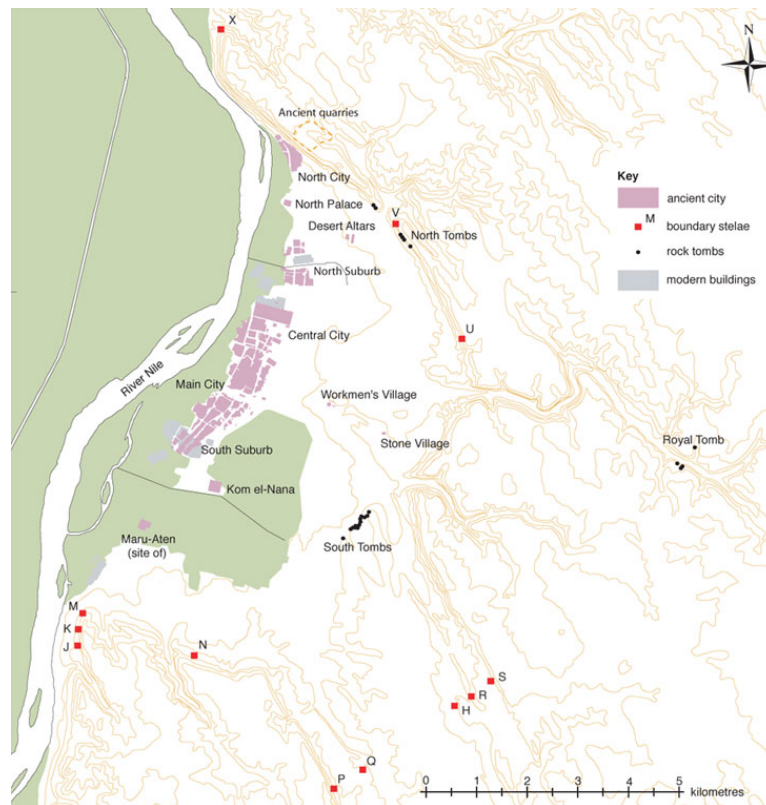 X
N
Ancient quarries
North City
Key
ancient city
M
boundary stelae
rock tombs
modern buildings
North Palace
V
Desert Altars
North Tombs
North Suburb
U
Central City
River Nile
Main City
Workmen's Village
Stone Village
Royal Tomb
South Suburb
Kom el-Nana
Maru-Aten
(site of)
South Tombs
M
K
J
N
S
R
H
Q
P
0 1 2 3 4 5 kilometres